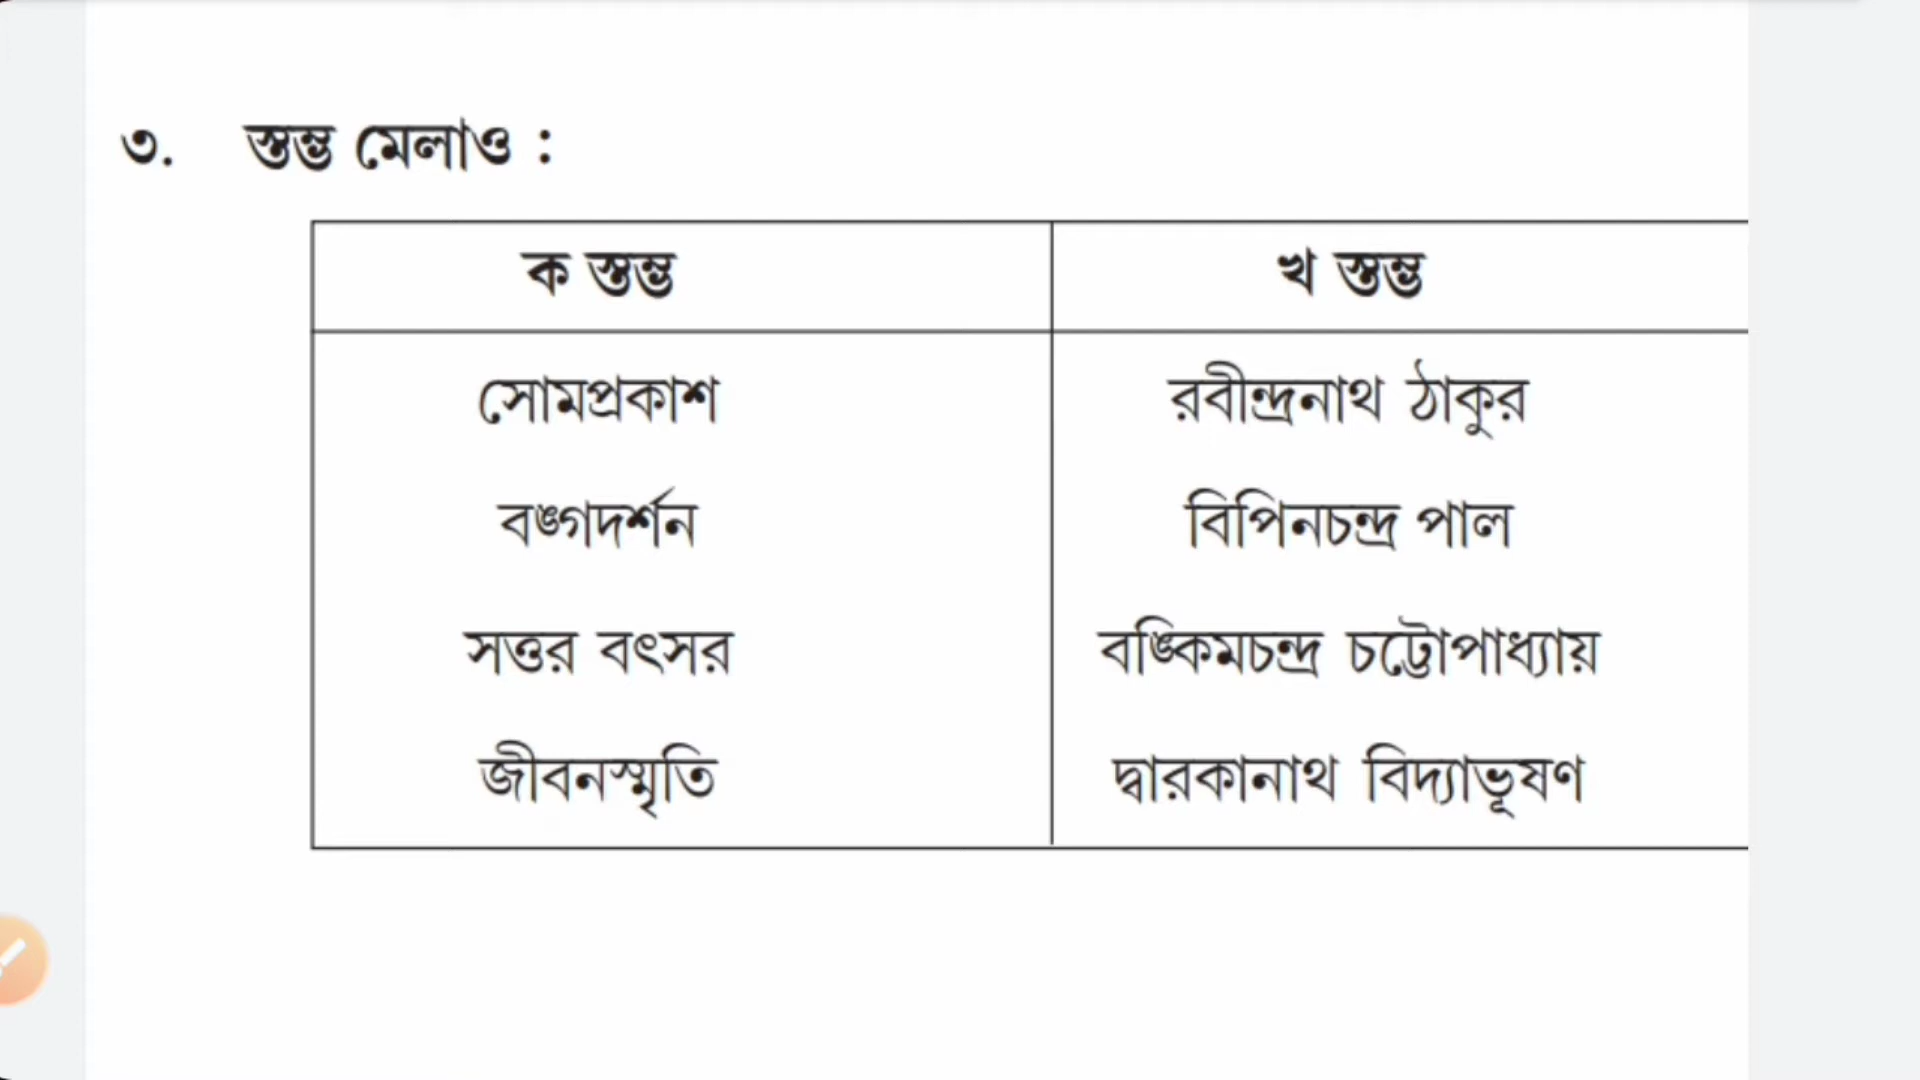 ৩. স্তম্ভ মেলাও :
ক স্তম্ভ খ স্তম্ভ
সোমপ্রকাশ রবীন্দ্রনাথ ঠাকুর
বঙ্গদর্শন বিপিনচন্দ্র পাল
সত্তর বৎসর বঙ্কিমচন্দ্র চট্টোপাধ্যায়
জীবনস্মৃতি দ্বারকানাথ বিদ্যাভূষণ